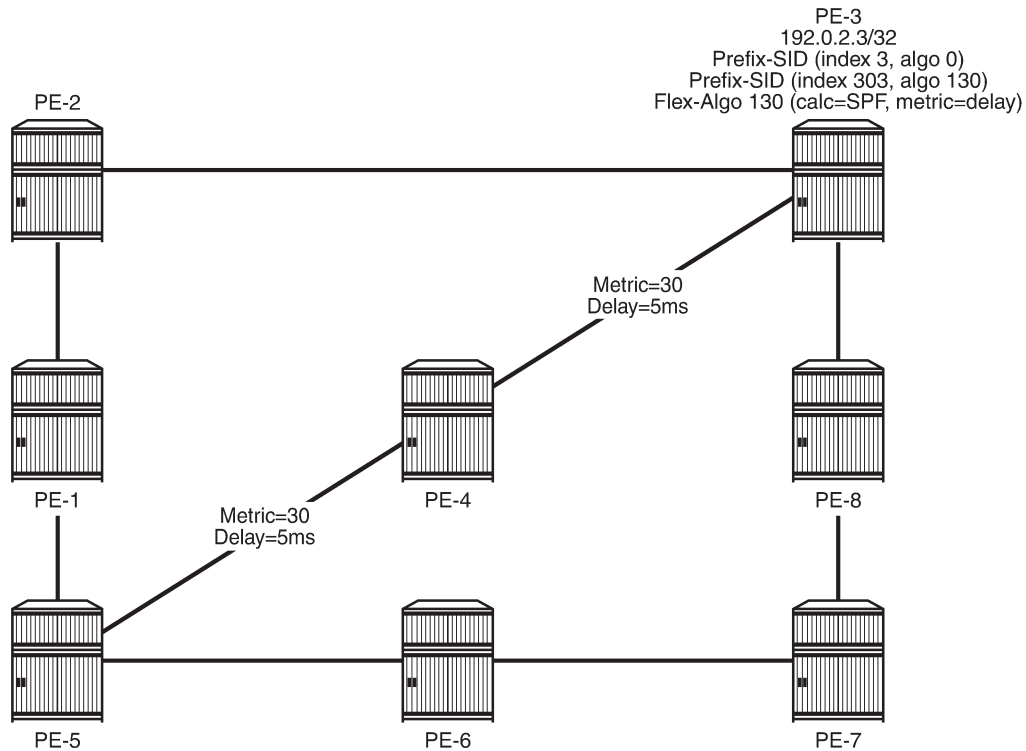 PE-3
192.0.2.3/32
Prefix-SID (index 3, algo 0)
Prefix-SID (index 303, algo 130)
Flex-Algo 130 (calc=SPF, metric=delay)
PE-2
Metric=30
Delay=5ms
PE-1
PE-4
PE-8
Metric=30
Delay=5ms
PE-5
PE-6
PE-7